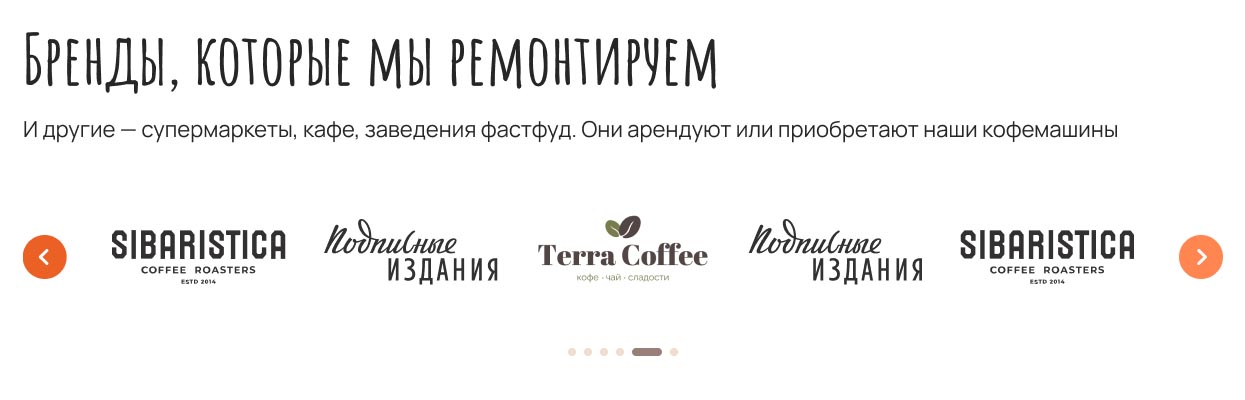 Бренды, которые мы ремонтируем
И другие — супермаркеты, кафе, заведения фастфуд. Они арендуют или приобретают наши кофемашины
SIBARISTICA
COFFEE ROASTERS
ESTD 2014
Подписные
ИЗДАНИЯ
Terra Coffee
кофе · чай · сладости
Подписные
ИЗДАНИЯ
SIBARISTICA
COFFEE ROASTERS
ESTD 2014